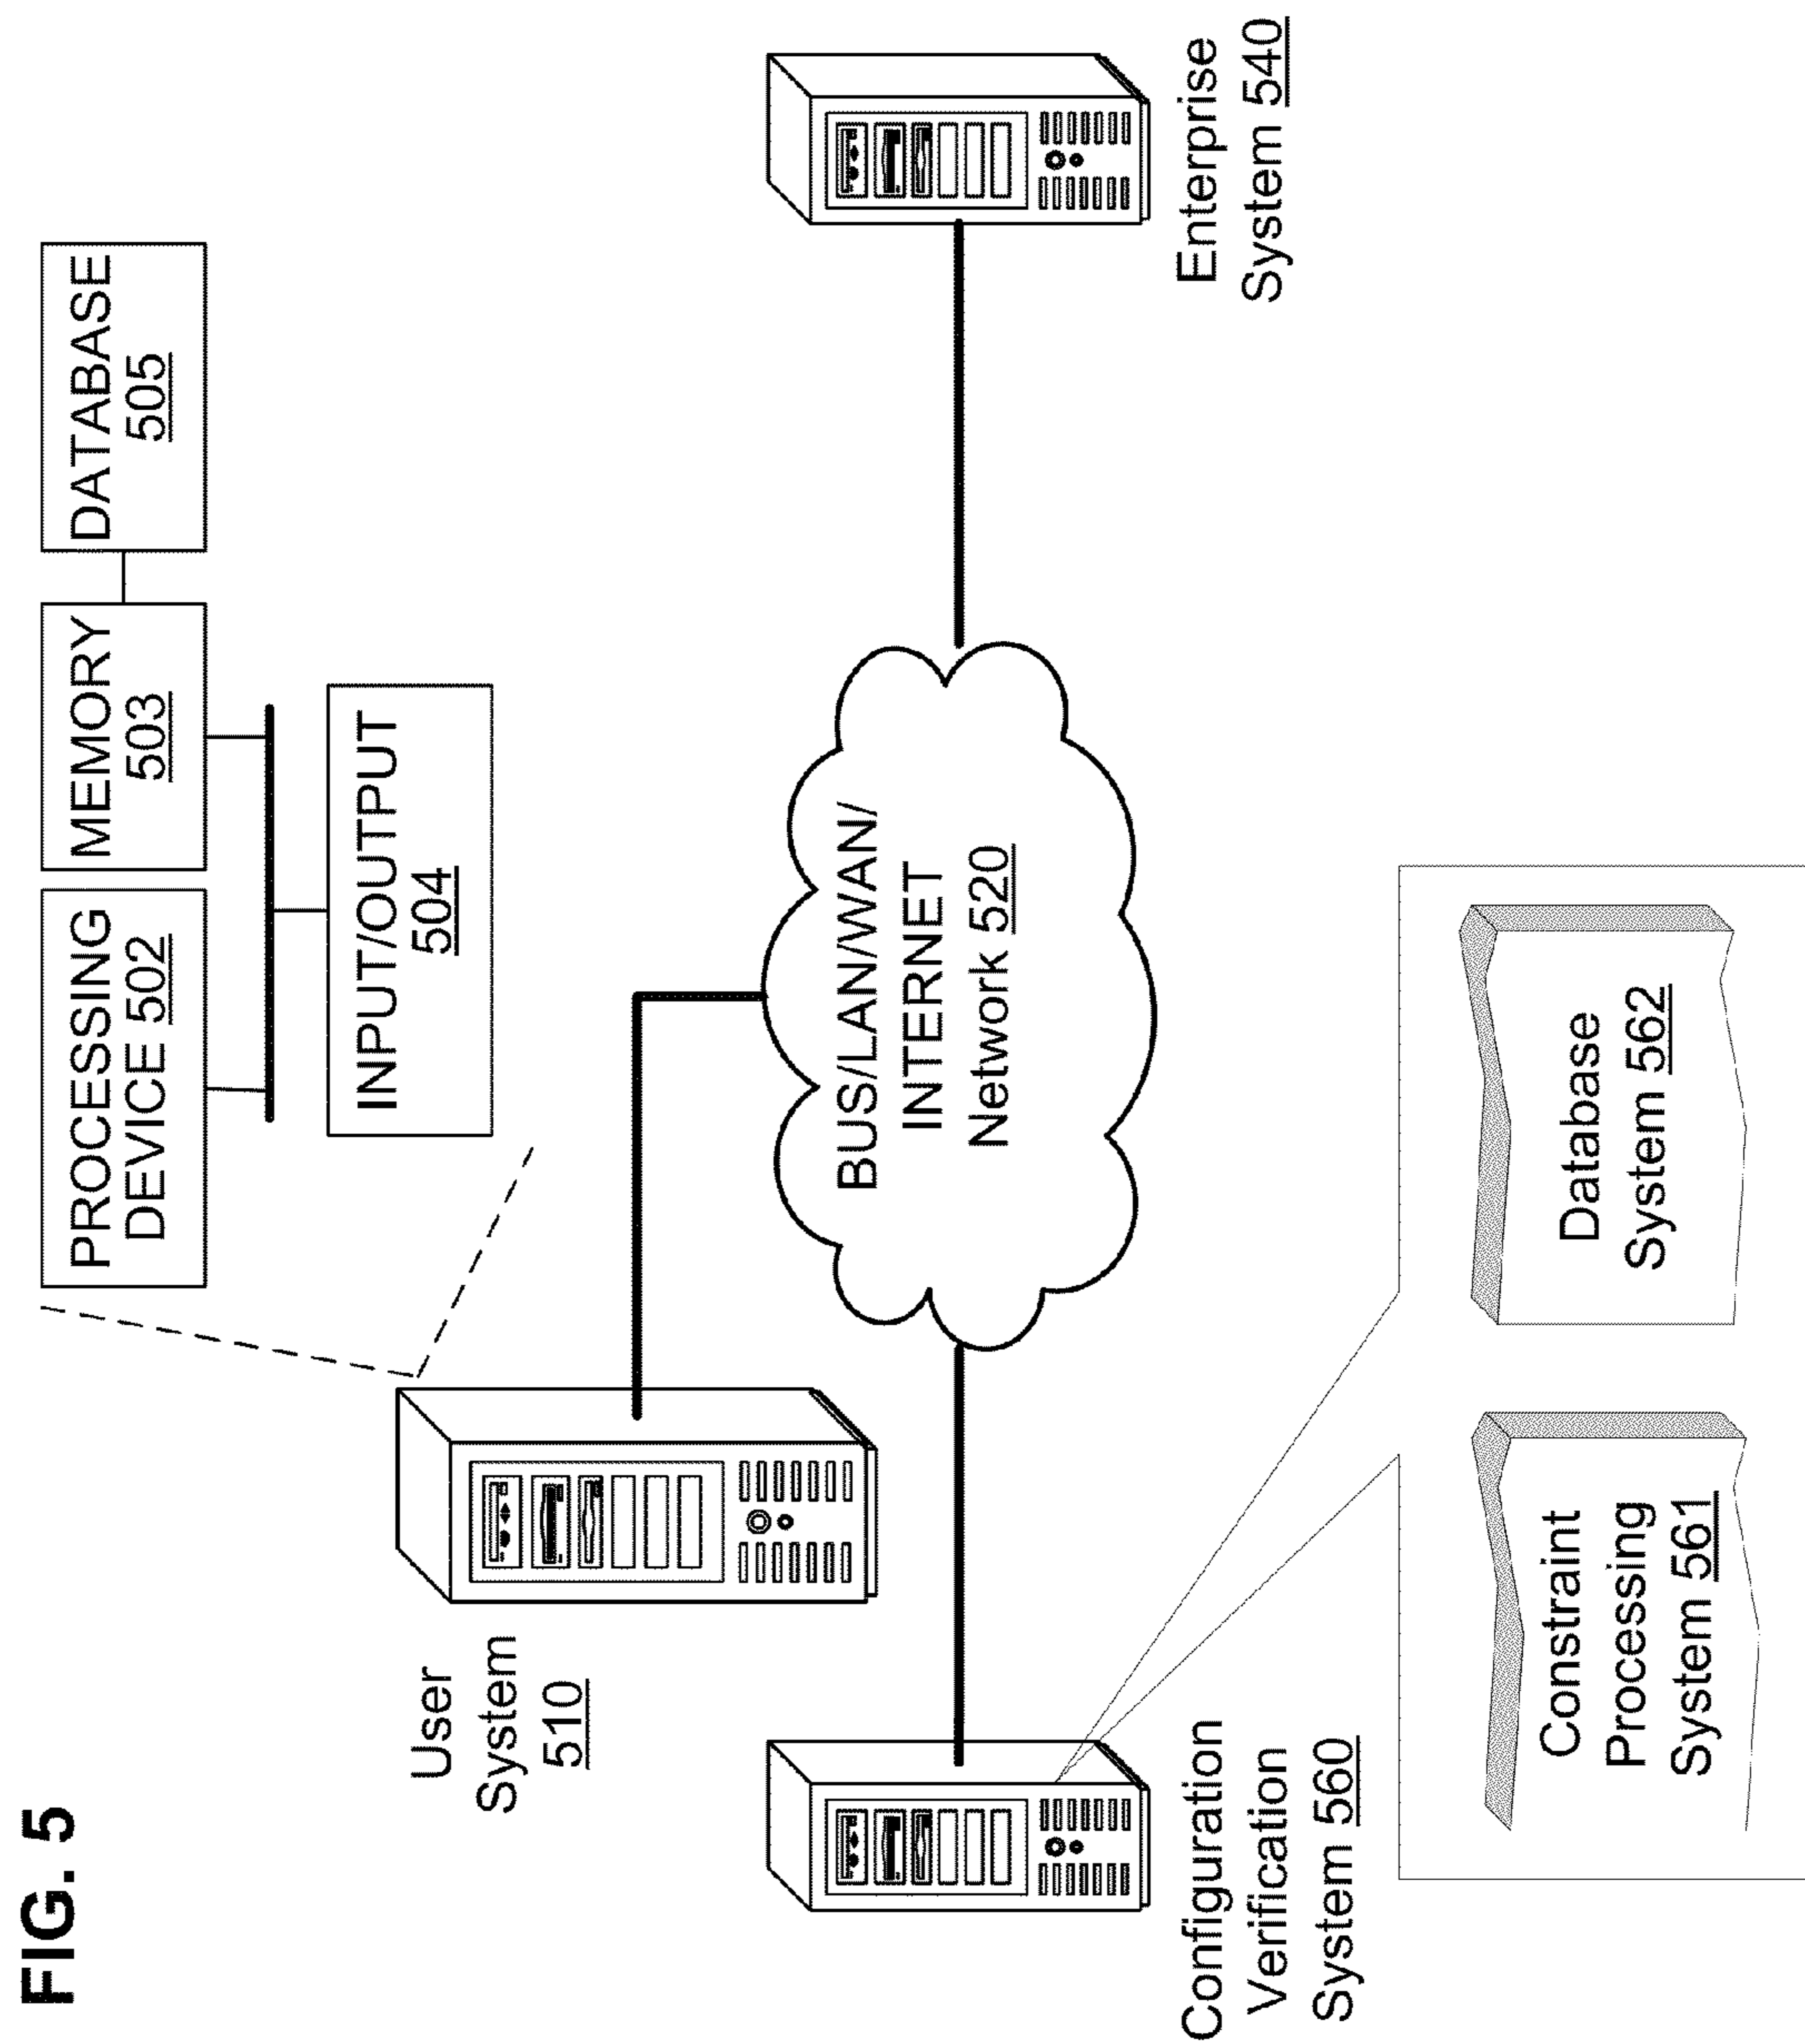 FIG. 5
PROCESSING
DEVICE 502
MEMORY
503
DATABASE
505
INPUT/OUTPUT
504
User
System
510
BUS/LAN/WAN/
INTERNET
Network 520
Configuration
Verification
System 560
Enterprise
System 540
Constraint
Processing
System 561
Database
System 562